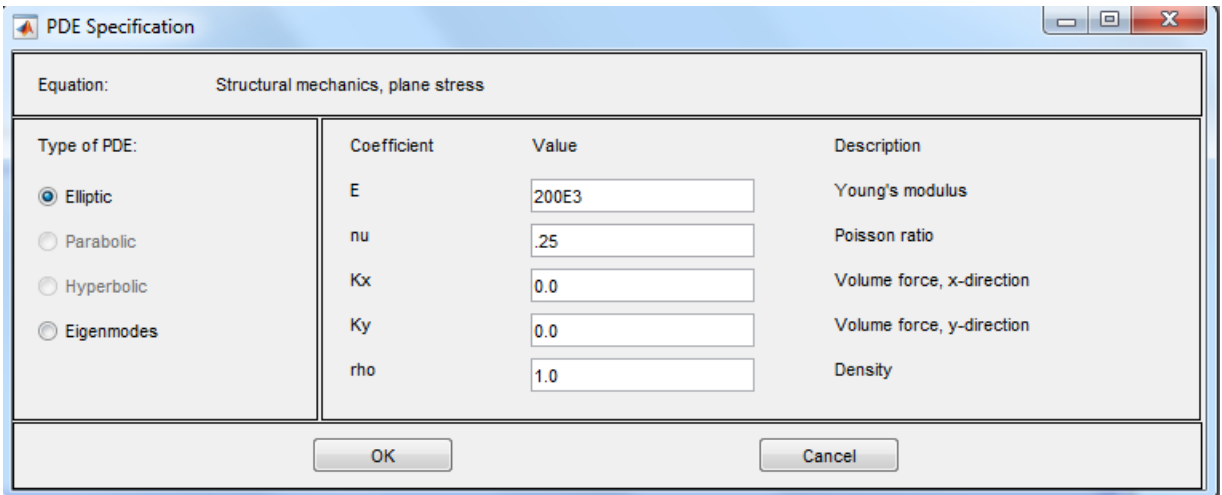 PDE Specification
Equation: Structural mechanics, plane stress
Type of PDE: Coefficient Value Description
Elliptic E 200E3 Young's modulus
Parabolic nu .25 Poisson ratio
Hyperbolic Kx 0.0 Volume force, x-direction
Eigenmodes Ky 0.0 Volume force, y-direction
rho 1.0 Density
OK Cancel